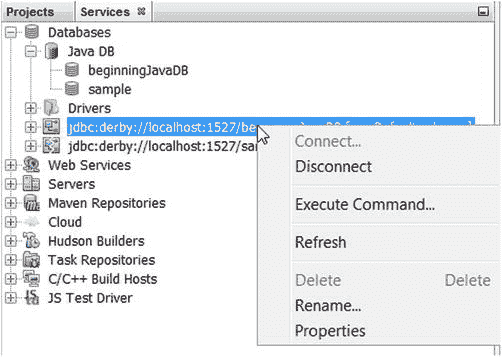 Projects Services
Databases
Java DB
beginningJavaDB
sample
Drivers
jdbc:derby://localhost:1527/be
jdbc:derby://localhost:1527/sa
Web Services
Servers
Maven Repositories
Cloud
Hudson Builders
Task Repositories
C/C++ Build Hosts
JS Test Driver
Connect...
Disconnect
Execute Command...
Refresh
Delete Delete
Rename...
Properties